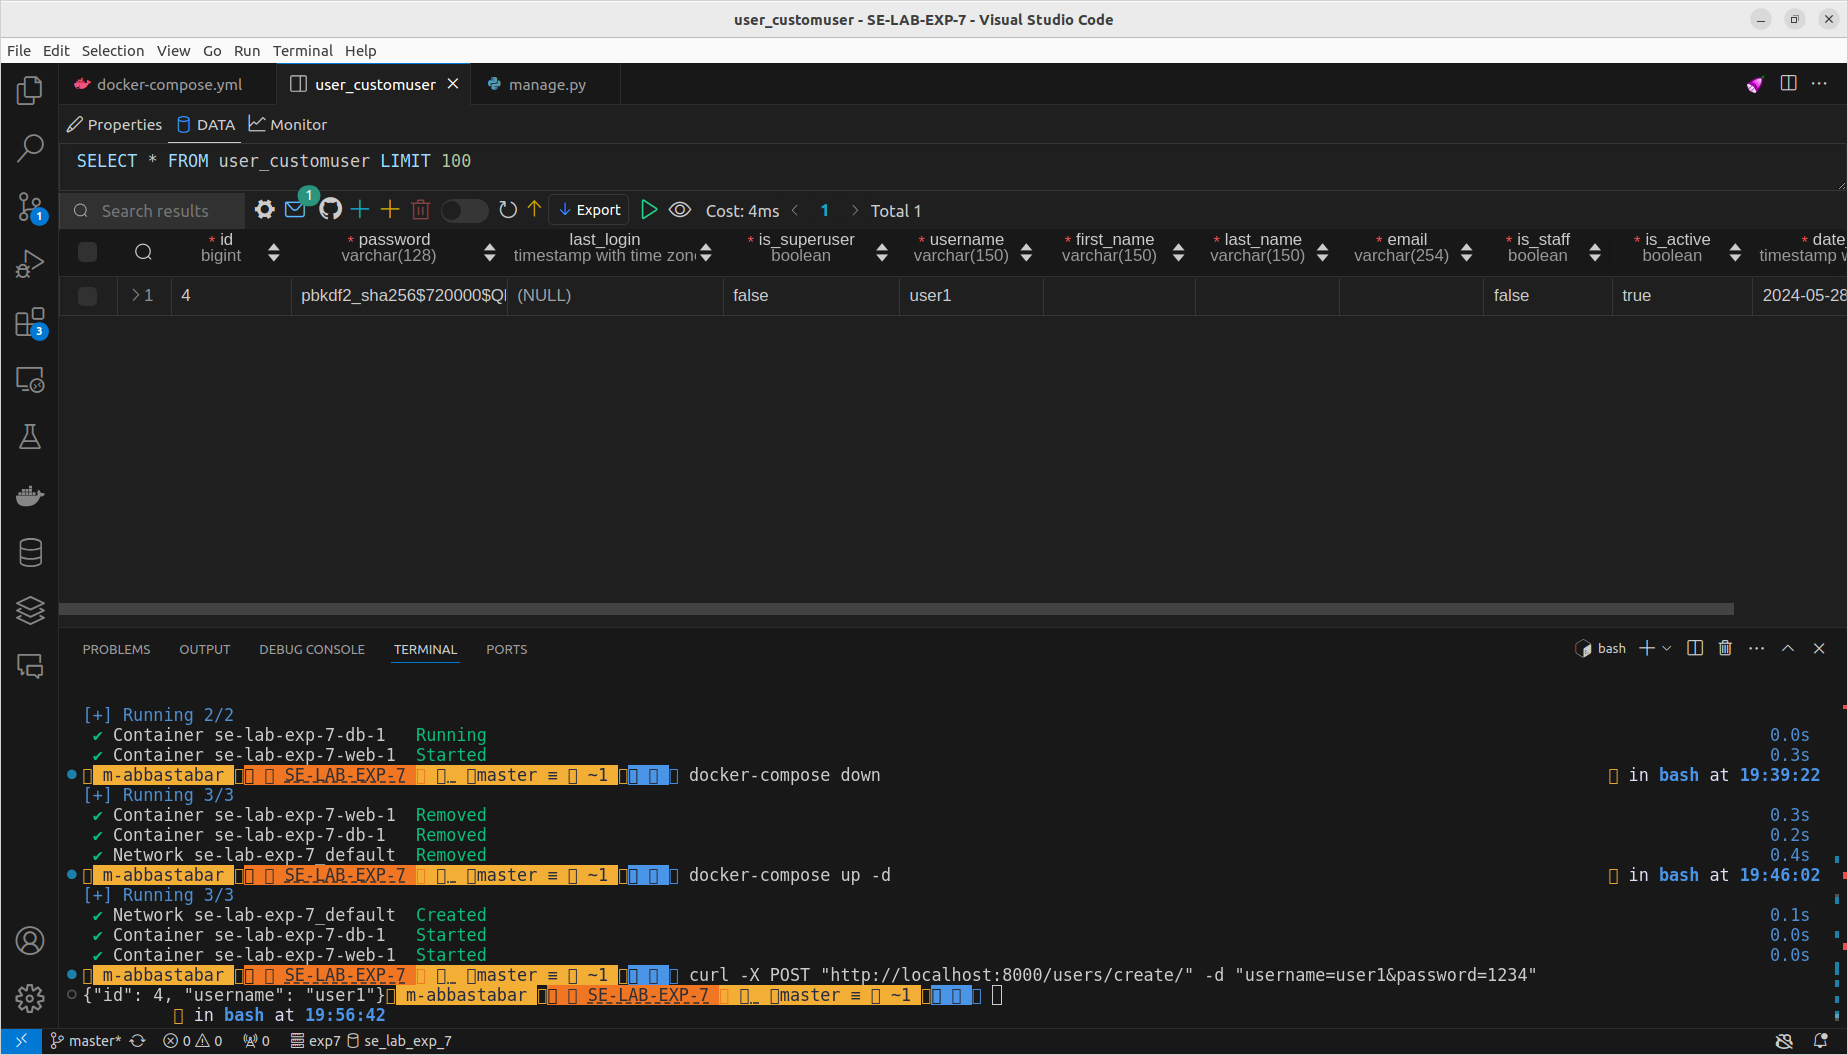 user_customuser - SE-LAB-EXP-7 - Visual Studio Code
File Edit Selection View Go Run Terminal Help
docker-compose.yml user_customuser manage.py
Properties DATA Monitor
SELECT * FROM user_customuser LIMIT 100
Search results 1 Export Cost: 4ms 1 Total 1
* id * password last_login * is_superuser * username * first_name * last_name * email * is_staff * is_active * date_
bigint varchar(128) timestamp with time zon boolean varchar(150) varchar(150) varchar(150) varchar(254) boolean boolean timestamp w
1 4 pbkdf2_sha256$720000$Ql (NULL) false user1 false true 2024-05-28
1
3
PROBLEMS OUTPUT DEBUG CONSOLE TERMINAL PORTS bash
[+] Running 2/2
✔ Container se-lab-exp-7-db-1 Running 0.0s
✔ Container se-lab-exp-7-web-1 Started 0.3s
m-abbastabar SE-LAB-EXP-7 … master ≡ ~1 docker-compose down in bash at 19:39:22
[+] Running 3/3
✔ Container se-lab-exp-7-web-1 Removed 0.3s
✔ Container se-lab-exp-7-db-1 Removed 0.2s
✔ Network se-lab-exp-7_default Removed 0.4s
m-abbastabar SE-LAB-EXP-7 … master ≡ ~1 docker-compose up -d in bash at 19:46:02
[+] Running 3/3
✔ Network se-lab-exp-7_default Created 0.1s
✔ Container se-lab-exp-7-db-1 Started 0.0s
✔ Container se-lab-exp-7-web-1 Started 0.0s
m-abbastabar SE-LAB-EXP-7 … master ≡ ~1 curl -X POST "http://localhost:8000/users/create/" -d "username=user1&password=1234"
{"id": 4, "username": "user1"} m-abbastabar SE-LAB-EXP-7 … master ≡ ~1
in bash at 19:56:42
master* 0 0 0 exp7 se_lab_exp_7